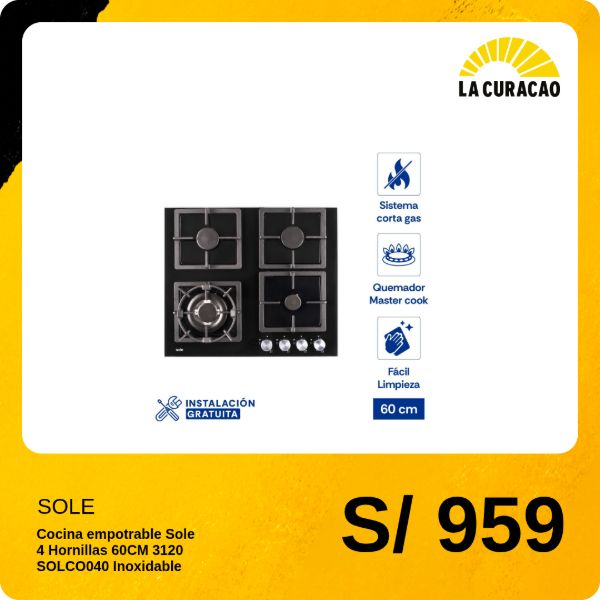 LA CURACAO
Sistema
corta gas
Quemador
Master cook
Fácil
Limpieza
60 cm
sole
INSTALACIÓN
GRATUITA
SOLE
Cocina empotrable Sole
4 Hornillas 60CM 3120
SOLCO040 Inoxidable
S/ 959